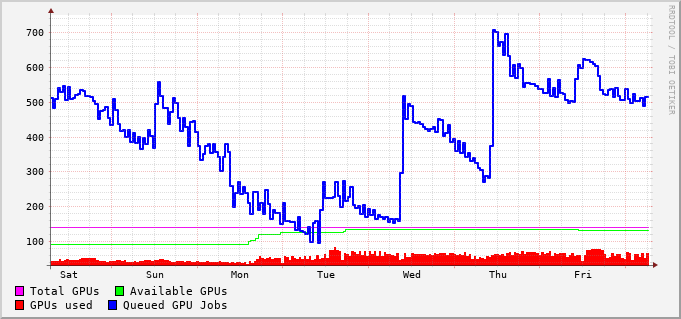 700
600
500
400
300
200
100
Sat Sun Mon Tue Wed Thu Fri
Total GPUs Available GPUs
GPUs used Queued GPU Jobs
RRDTOOL / TOBI OETIKER